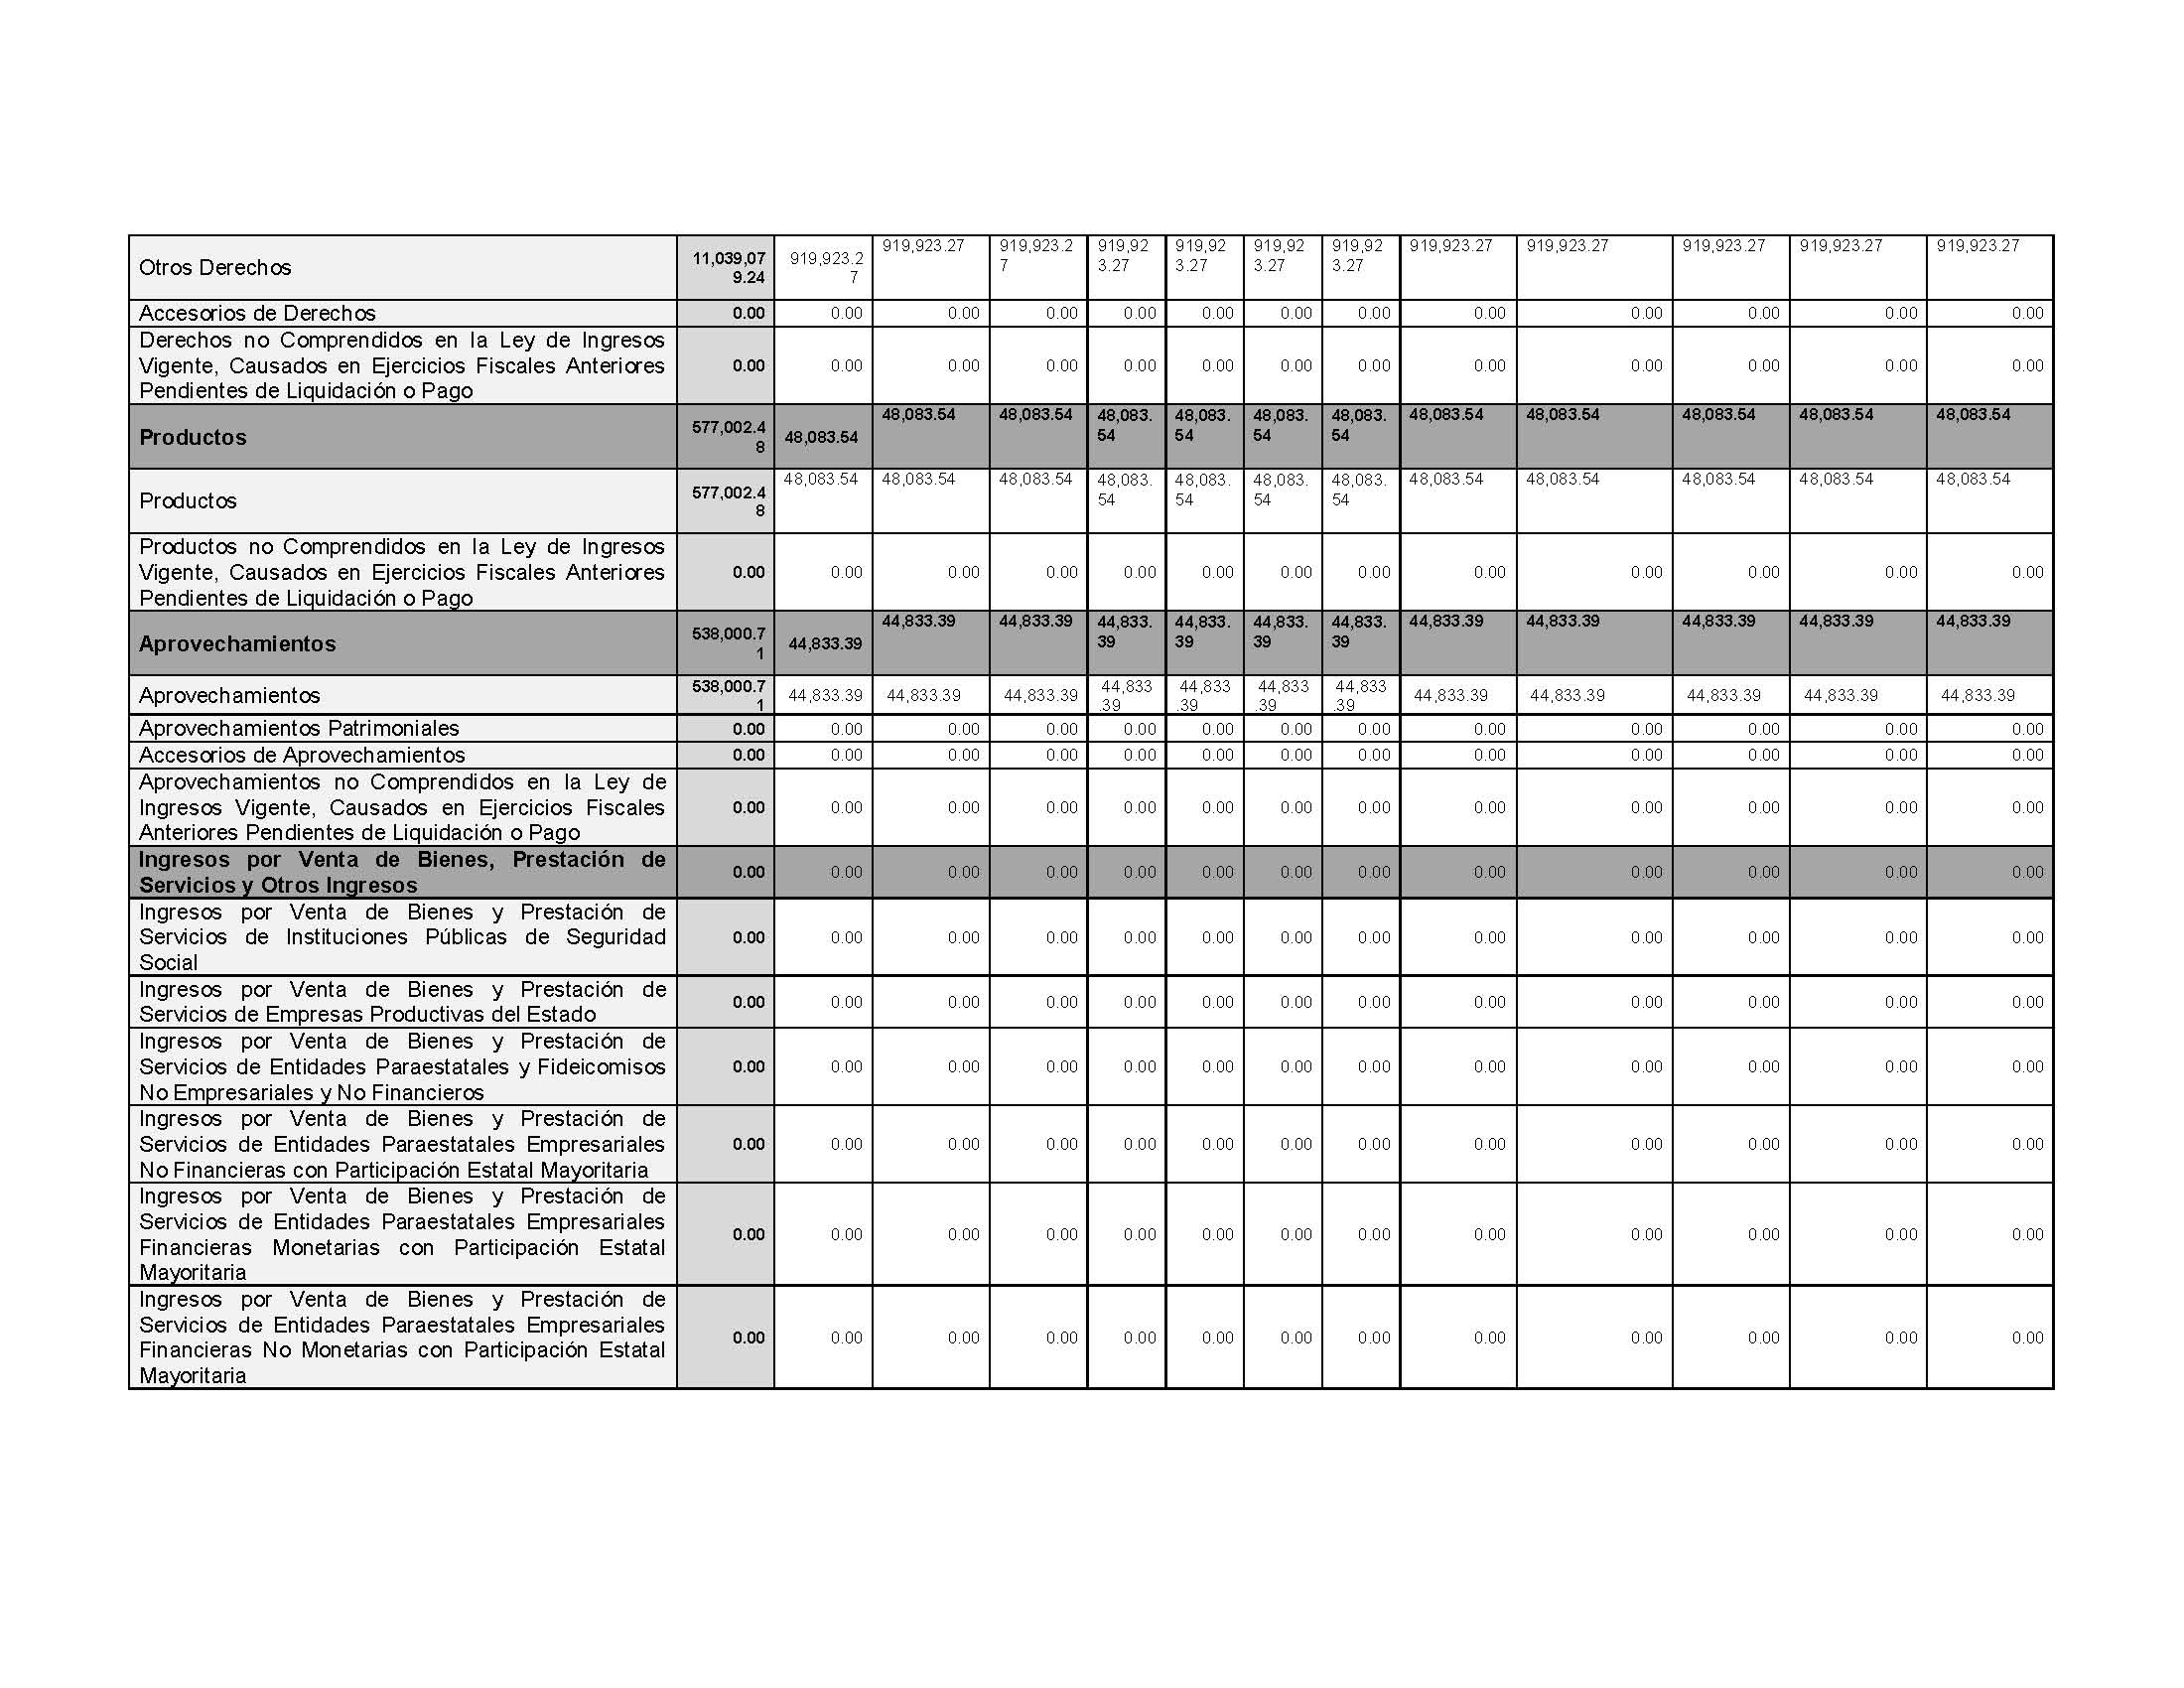 Otros Derechos 11,039,07 9.24 919,923.2 7 919,923.27 919,923.2 7 919,92 3.27 919,92 3.27 919,92 3.27 919,92 3.27 919,923.27 919,923.27 919,923.27 919,923.27 919,923.27
Accesorios de Derechos 0.00 0.00 0.00 0.00 0.00 0.00 0.00 0.00 0.00 0.00 0.00 0.00 0.00
Derechos no Comprendidos en la Ley de Ingresos
Vigente, Causados en Ejercicios Fiscales Anteriores
Pendientes de Liquidación o Pago
0.00 0.00 0.00 0.00 0.00 0.00 0.00 0.00 0.00 0.00 0.00 0.00 0.00
Productos 577,002.4 8 48,083.54 48,083.54 48,083.54 48,083. 54 48,083. 54 48,083. 54 48,083. 54 48,083.54 48,083.54 48,083.54 48,083.54 48,083.54
Productos 577,002.4 8 48,083.54 48,083.54 48,083.54 48,083. 54 48,083. 54 48,083. 54 48,083. 54 48,083.54 48,083.54 48,083.54 48,083.54 48,083.54
Productos no Comprendidos en la Ley de Ingresos
Vigente, Causados en Ejercicios Fiscales Anteriores
Pendientes de Liquidación o Pago
0.00 0.00 0.00 0.00 0.00 0.00 0.00 0.00 0.00 0.00 0.00 0.00 0.00
Aprovechamientos 538,000.7 1 44,833.39 44,833.39 44,833.39 44,833. 39 44,833. 39 44,833. 39 44,833. 39 44,833.39 44,833.39 44,833.39 44,833.39 44,833.39
Aprovechamientos 538,000.7 1 44,833.39 44,833.39 44,833.39 44,833 .39 44,833 .39 44,833 .39 44,833 .39 44,833.39 44,833.39 44,833.39 44,833.39 44,833.39
Aprovechamientos Patrimoniales 0.00 0.00 0.00 0.00 0.00 0.00 0.00 0.00 0.00 0.00 0.00 0.00 0.00
Accesorios de Aprovechamientos 0.00 0.00 0.00 0.00 0.00 0.00 0.00 0.00 0.00 0.00 0.00 0.00 0.00
Aprovechamientos no Comprendidos en la Ley de
Ingresos Vigente, Causados en Ejercicios Fiscales
Anteriores Pendientes de Liquidación o Pago
0.00 0.00 0.00 0.00 0.00 0.00 0.00 0.00 0.00 0.00 0.00 0.00 0.00
Ingresos por Venta de Bienes, Prestación de
Servicios y Otros Ingresos
0.00 0.00 0.00 0.00 0.00 0.00 0.00 0.00 0.00 0.00 0.00 0.00 0.00
Ingresos por Venta de Bienes y Prestación de
Servicios de Instituciones Públicas de Seguridad
Social
0.00 0.00 0.00 0.00 0.00 0.00 0.00 0.00 0.00 0.00 0.00 0.00 0.00
Ingresos por Venta de Bienes y Prestación de
Servicios de Empresas Productivas del Estado
0.00 0.00 0.00 0.00 0.00 0.00 0.00 0.00 0.00 0.00 0.00 0.00 0.00
Ingresos por Venta de Bienes y Prestación de
Servicios de Entidades Paraestatales y Fideicomisos
No Empresariales y No Financieros
0.00 0.00 0.00 0.00 0.00 0.00 0.00 0.00 0.00 0.00 0.00 0.00 0.00
Ingresos por Venta de Bienes y Prestación de
Servicios de Entidades Paraestatales Empresariales
No Financieras con Participación Estatal Mayoritaria
0.00 0.00 0.00 0.00 0.00 0.00 0.00 0.00 0.00 0.00 0.00 0.00 0.00
Ingresos por Venta de Bienes y Prestación de
Servicios de Entidades Paraestatales Empresariales
Financieras Monetarias con Participación Estatal
Mayoritaria
0.00 0.00 0.00 0.00 0.00 0.00 0.00 0.00 0.00 0.00 0.00 0.00 0.00
Ingresos por Venta de Bienes y Prestación de
Servicios de Entidades Paraestatales Empresariales
Financieras No Monetarias con Participación Estatal
Mayoritaria
0.00 0.00 0.00 0.00 0.00 0.00 0.00 0.00 0.00 0.00 0.00 0.00 0.00